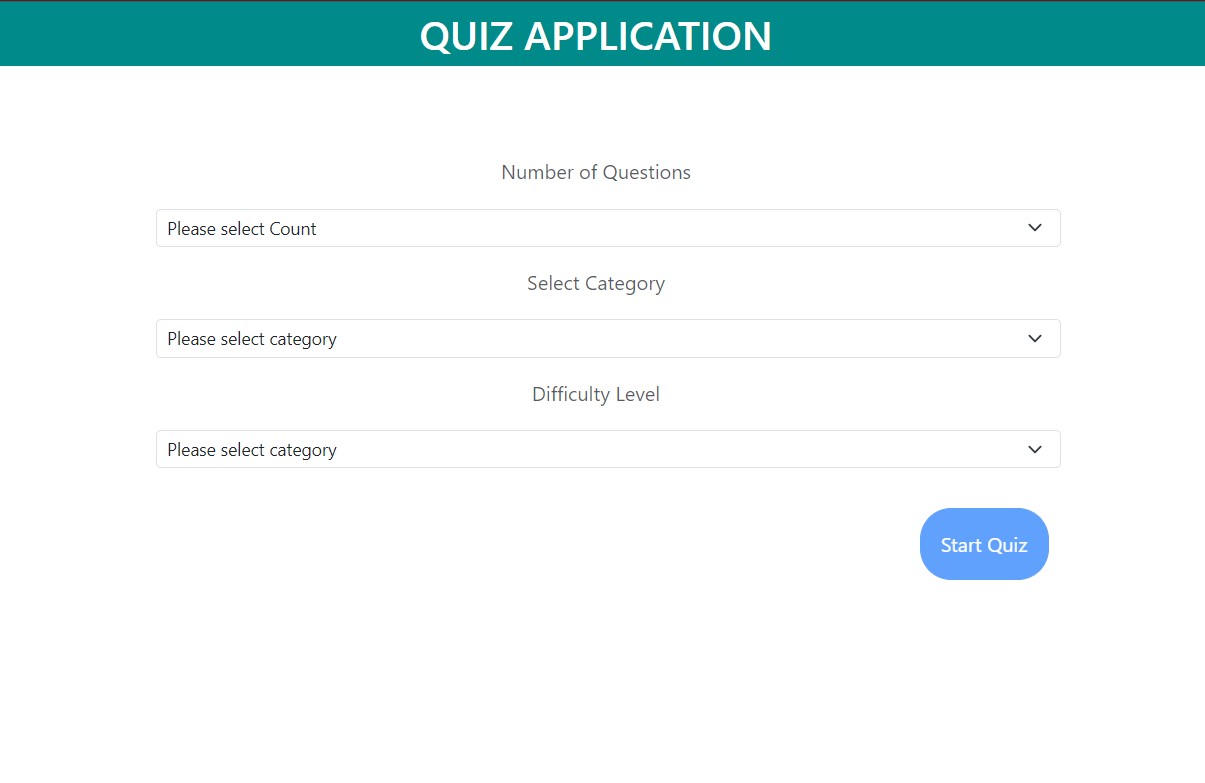 QUIZ APPLICATION
Number of Questions
Please select Count
Select Category
Please select category
Difficulty Level
Please select category
Start Quiz